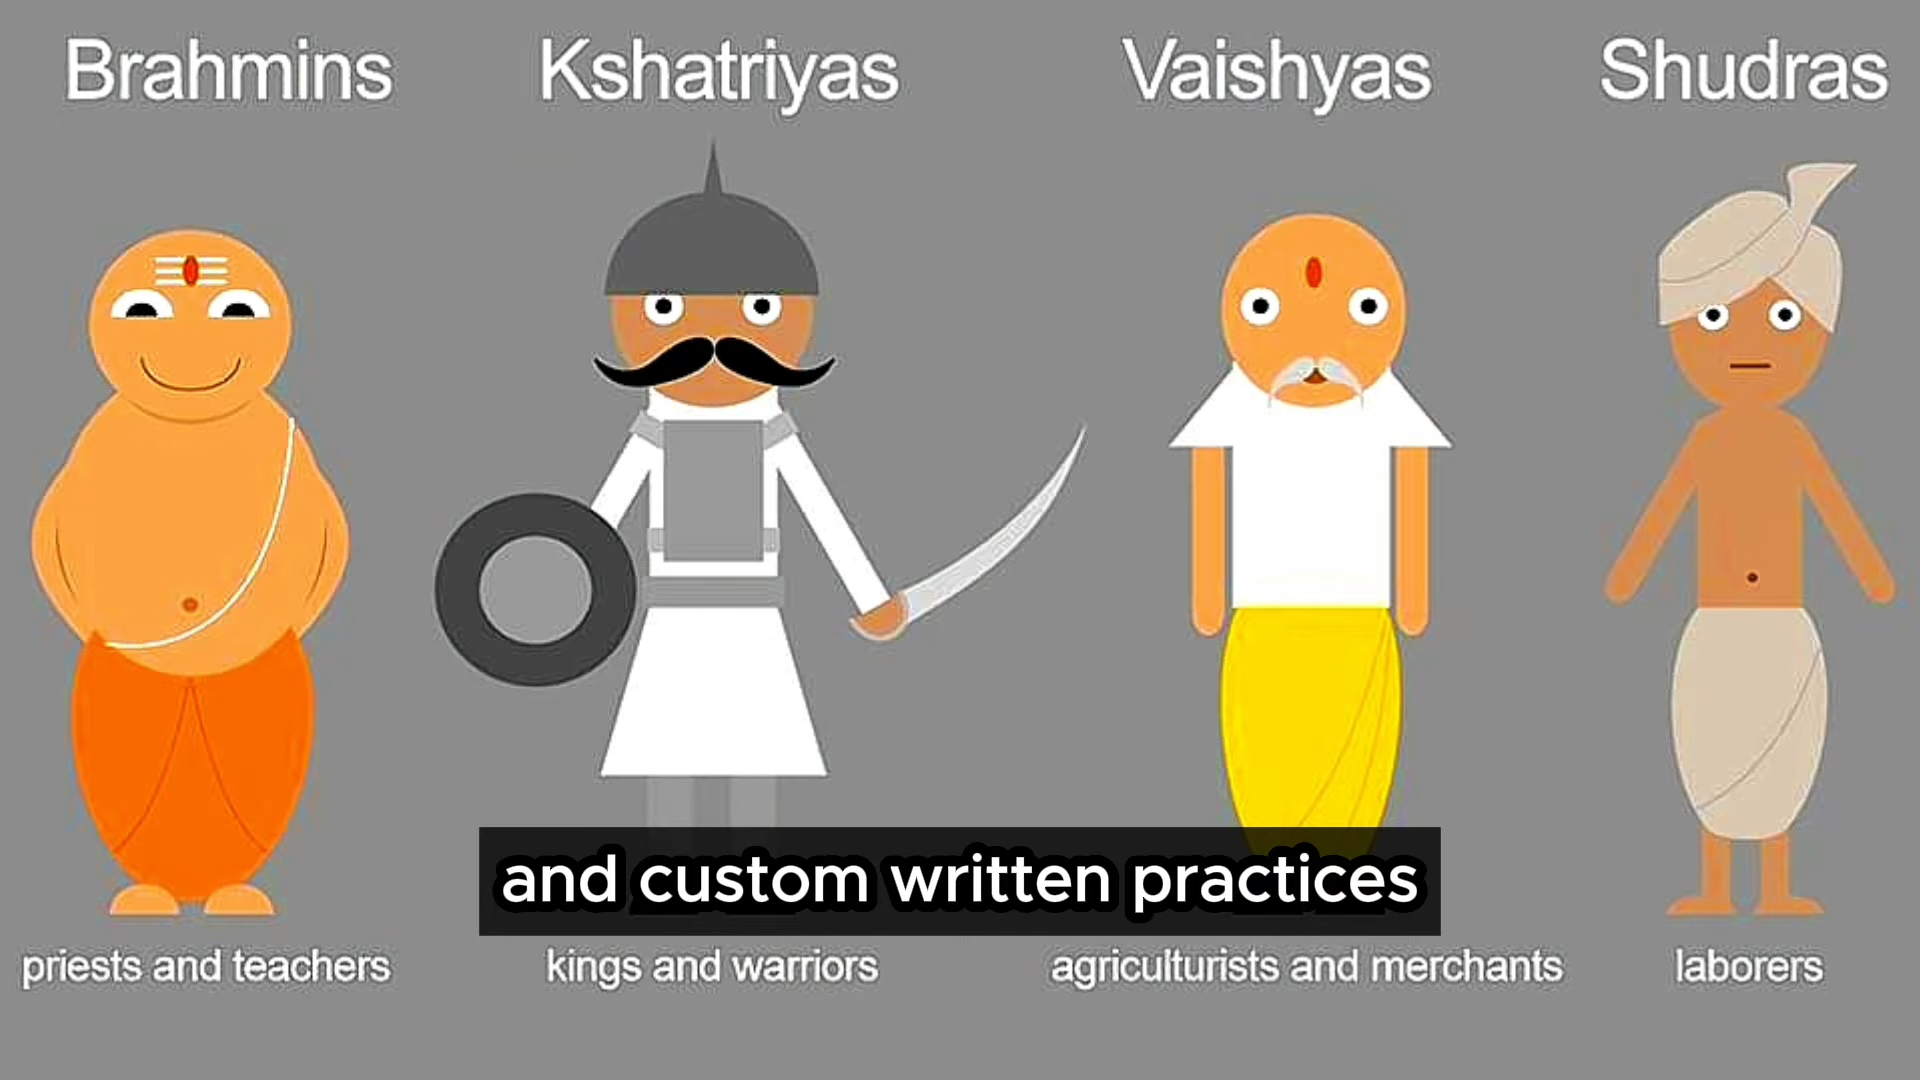 Brahmins Kshatriyas Vaishyas Shudras
and custom written practices
priests and teachers kings and warriors agriculturists and merchants laborers